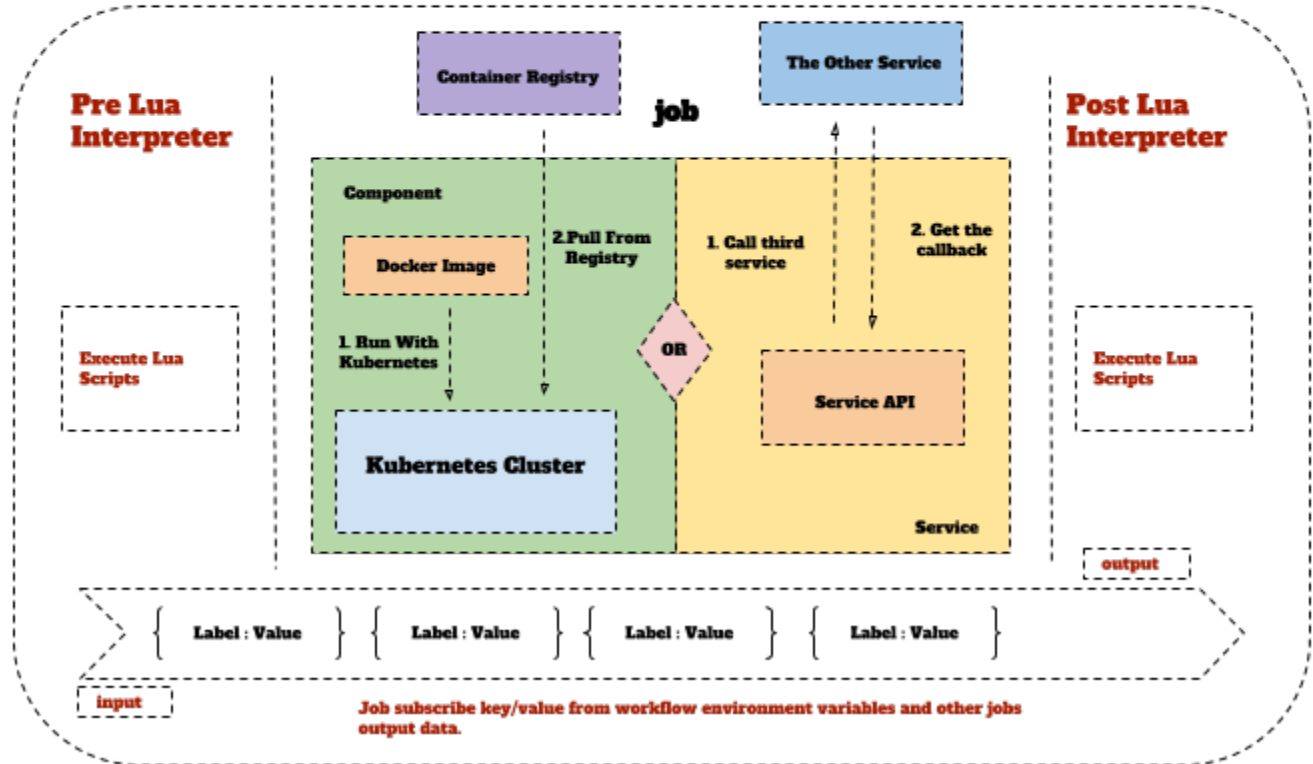 Container Registry
The Other Service
Pre Lua
Interpreter
job
Post Lua
Interpreter
Component
Docker Image
2.Pull From
Registry
1. Run With
Kubernetes
Kubernetes Cluster
OR
1. Call third
service
2. Get the
callback
Service API
Service
Execute Lua
Scripts
Execute Lua
Scripts
output
{ Label : Value } { Label : Value } { Label : Value } { Label : Value }
input
Job subscribe key/value from workflow environment variables and other jobs
output data.